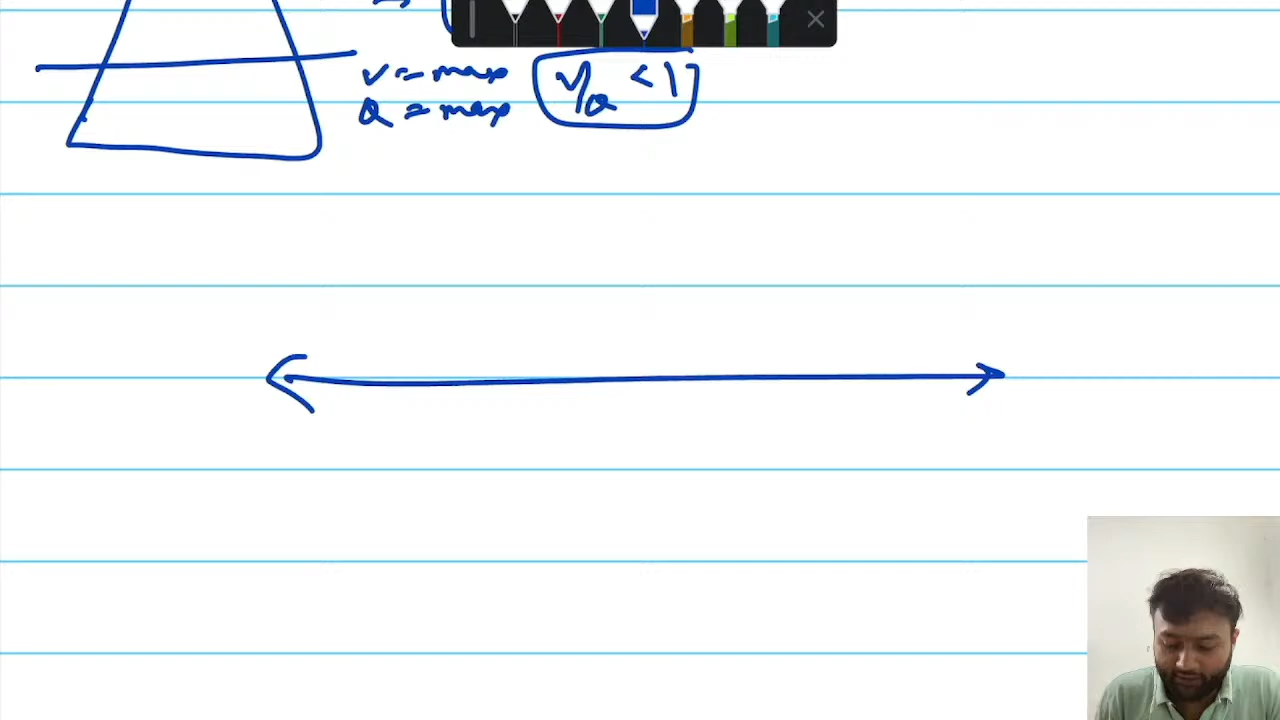 V = max
Q = max
V/Q < 1